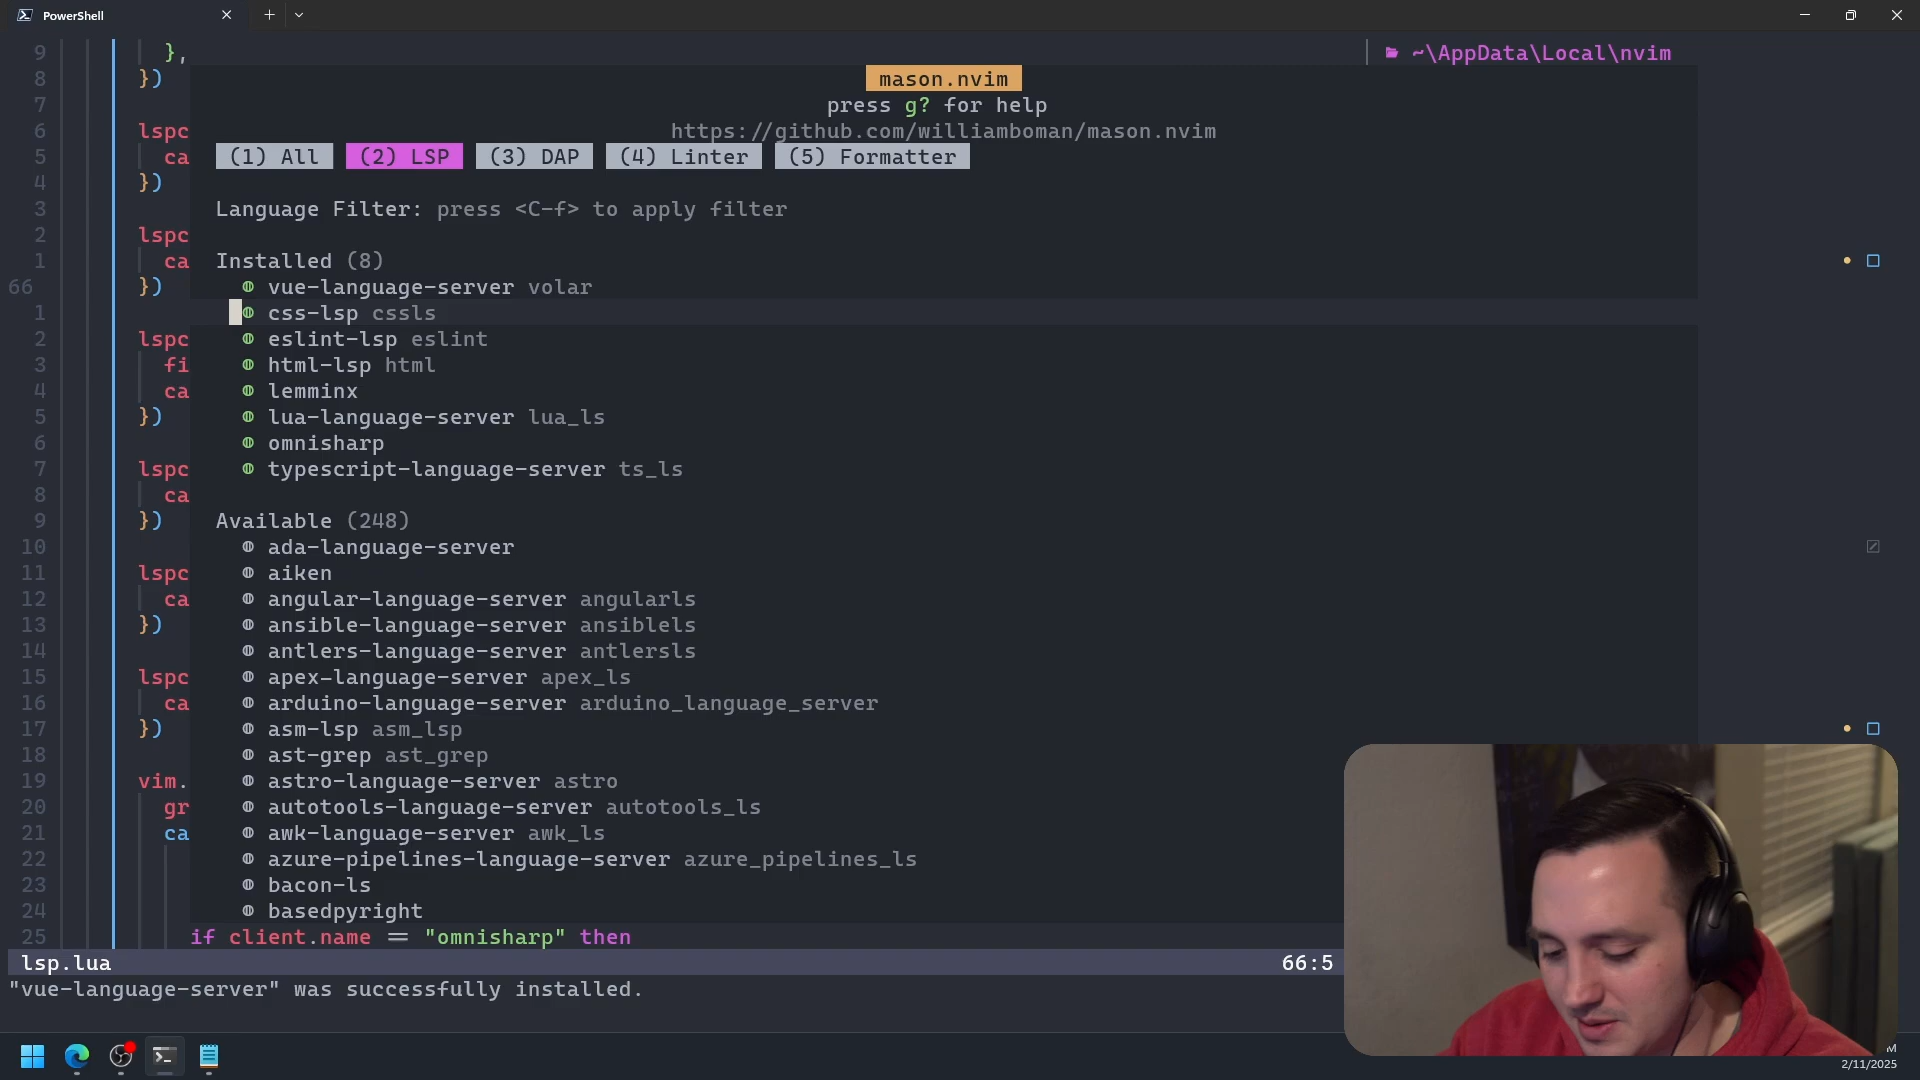 PowerShell
9 },
~\AppData\Local\nvim
8 })
mason.nvim
7
press g? for help
6 lspc
https://github.com/williamboman/mason.nvim
5 ca
(1) All (2) LSP (3) DAP (4) Linter (5) Formatter
4 })
3
Language Filter: press <C-f> to apply filter
2 lspc
1 ca
Installed (8)
66 })
vue-language-server volar
1
css-lsp cssls
2 lspc
eslint-lsp eslint
3 fi
html-lsp html
4 ca
lemminx
5 })
lua-language-server lua_ls
6
omnisharp
7 lspc
typescript-language-server ts_ls
8 ca
9 })
Available (248)
10
ada-language-server
11 lspc
aiken
12 ca
angular-language-server angularls
13 })
ansible-language-server ansiblels
14
antlers-language-server antlersls
15 lspc
apex-language-server apex_ls
16 ca
arduino-language-server arduino_language_server
17 })
asm-lsp asm_lsp
18
ast-grep ast_grep
19 vim.
astro-language-server astro
20 gr
autotools-language-server autotools_ls
21 ca
awk-language-server awk_ls
22
azure-pipelines-language-server azure_pipelines_ls
23
bacon-ls
24
basedpyright
25 if client.name == "omnisharp" then
lsp.lua 66:5
"vue-language-server" was successfully installed.
M
2/11/2025